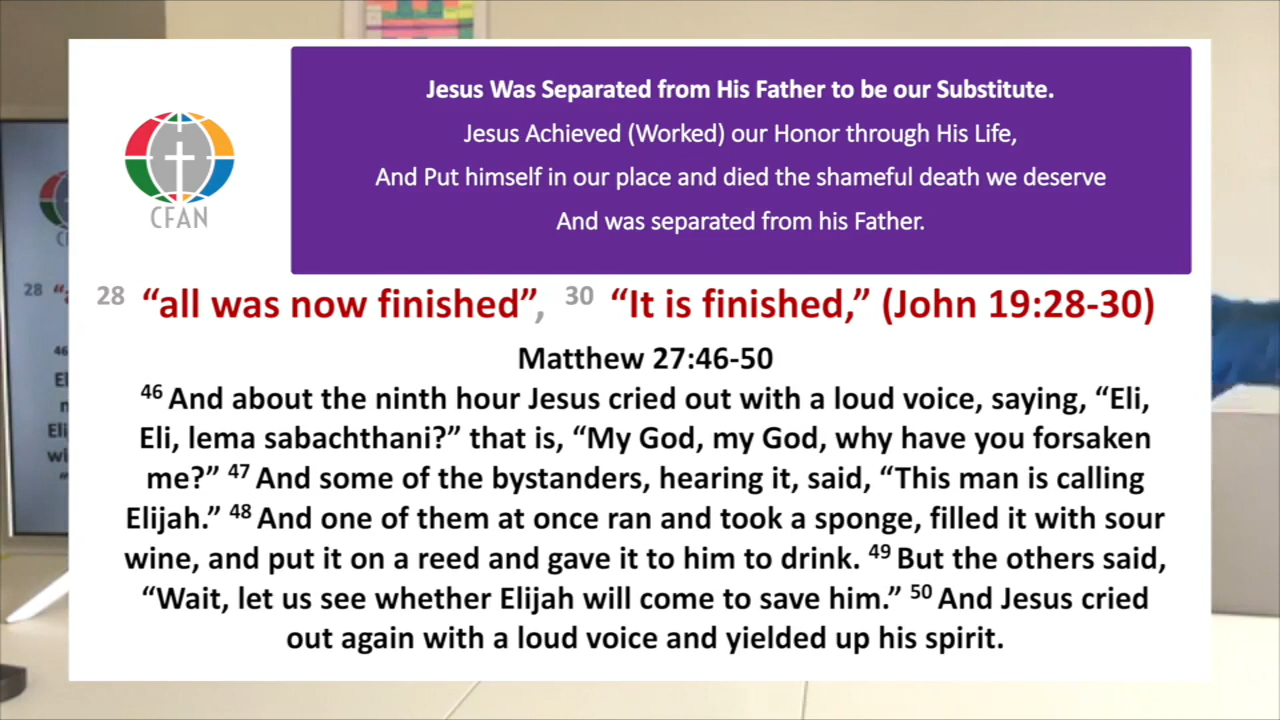 Jesus Was Separated from His Father to be our Substitute.
Jesus Achieved (Worked) our Honor through His Life,
And Put himself in our place and died the shameful death we deserve
And was separated from his Father.
CFAN
28 “all was now finished”, 30 “It is finished,” (John 19:28-30)
Matthew 27:46-50
46 And about the ninth hour Jesus cried out with a loud voice, saying, “Eli,
Eli, lema sabachthani?” that is, “My God, my God, why have you forsaken
me?” 47 And some of the bystanders, hearing it, said, “This man is calling
Elijah.” 48 And one of them at once ran and took a sponge, filled it with sour
wine, and put it on a reed and gave it to him to drink. 49 But the others said,
“Wait, let us see whether Elijah will come to save him.” 50 And Jesus cried
out again with a loud voice and yielded up his spirit.